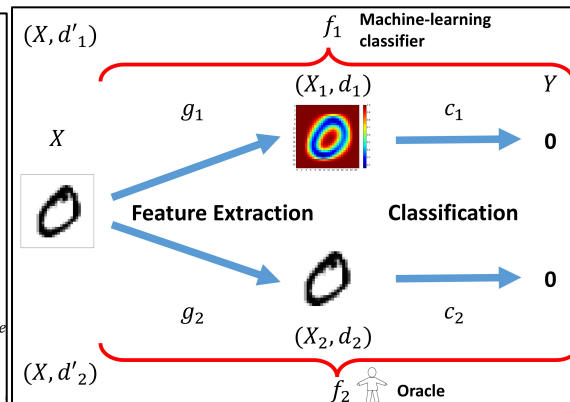 f₁ Machine-learning classifier
(X, d′₁)
(X₁, d₁)
Y
g₁
c₁
X
0
Feature Extraction
Classification
0
g₂
c₂
e
(X₂, d₂)
(X, d′₂)
f₂ Oracle